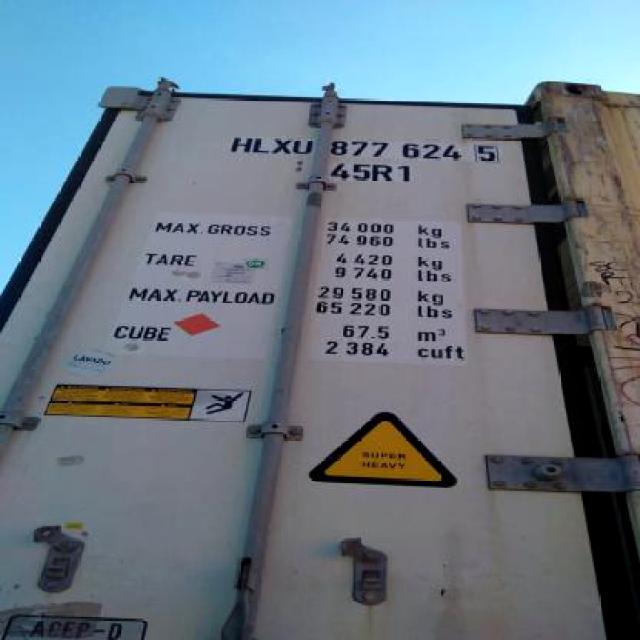 HLXU 877 624 5
45R1
MAX. GROSS 34 000 kg
74 960 lbs
TARE 4 420 kg
9 740 lbs
MAX. PAYLOAD 29 580 kg
65 220 lbs
CUBE 67.5 m³
2 384 cuft
SUPER
HEAVY
ACEP-D